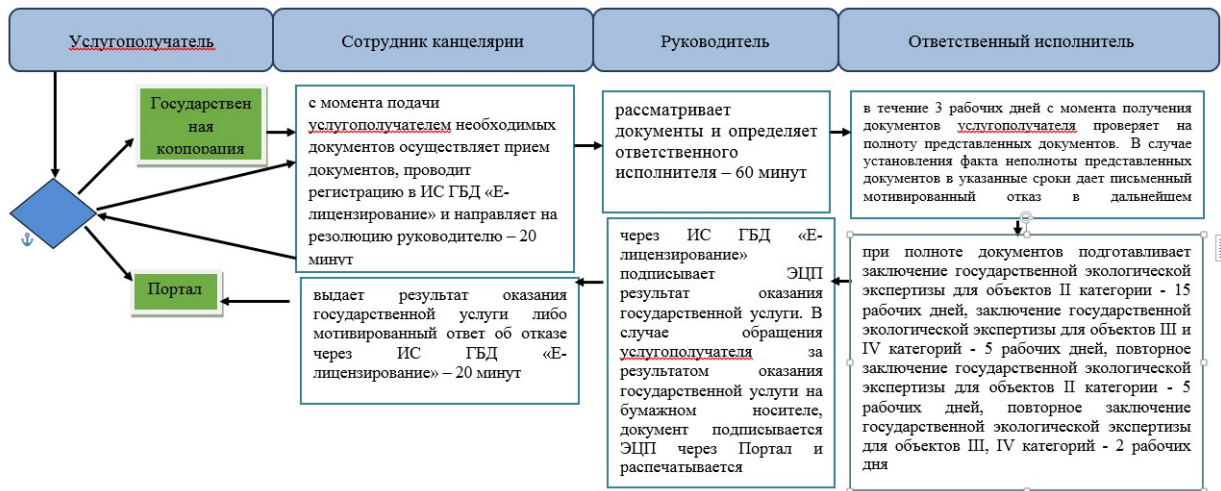 Услугополучатель
Сотрудник канцелярии
Руководитель
Ответственный исполнитель
Государствен
ная
корпорация
с момента подачи
услугополучателем необходимых
документов осуществляет прием
документов, проводит
регистрацию в ИС ГБД «Е-
лицензирование» и направляет на
резолюцию руководителю – 20
минут
рассматривает
документы и определяет
ответственного
исполнителя – 60 минут
в течение 3 рабочих дней с момента получения
документов услугополучателя проверяет на
полноту представленных документов. В случае
установления факта неполноты представленных
документов в указанные сроки дает письменный
мотивированный отказ в дальнейшем
Портал
выдает результат оказания
государственной услуги либо
мотивированный ответ об отказе
через ИС ГБД «Е-
лицензирование» – 20 минут
через ИС ГБД «Е-
лицензирование»
подписывает ЭЦП
результат оказания
государственной услуги. В
случае обращения
услугополучателя за
результатом оказания
государственной услуги на
бумажном носителе,
документ подписывается
ЭЦП через Портал и
распечатывается
при полноте документов подготавливает
заключение государственной экологической
экспертизы для объектов II категории - 15
рабочих дней, заключение государственной
экологической экспертизы для объектов III и
IV категорий - 5 рабочих дней, повторное
заключение государственной экологической
экспертизы для объектов II категории - 5
рабочих дней, повторное заключение
государственной экологической экспертизы
для объектов III, IV категорий - 2 рабочих
дня